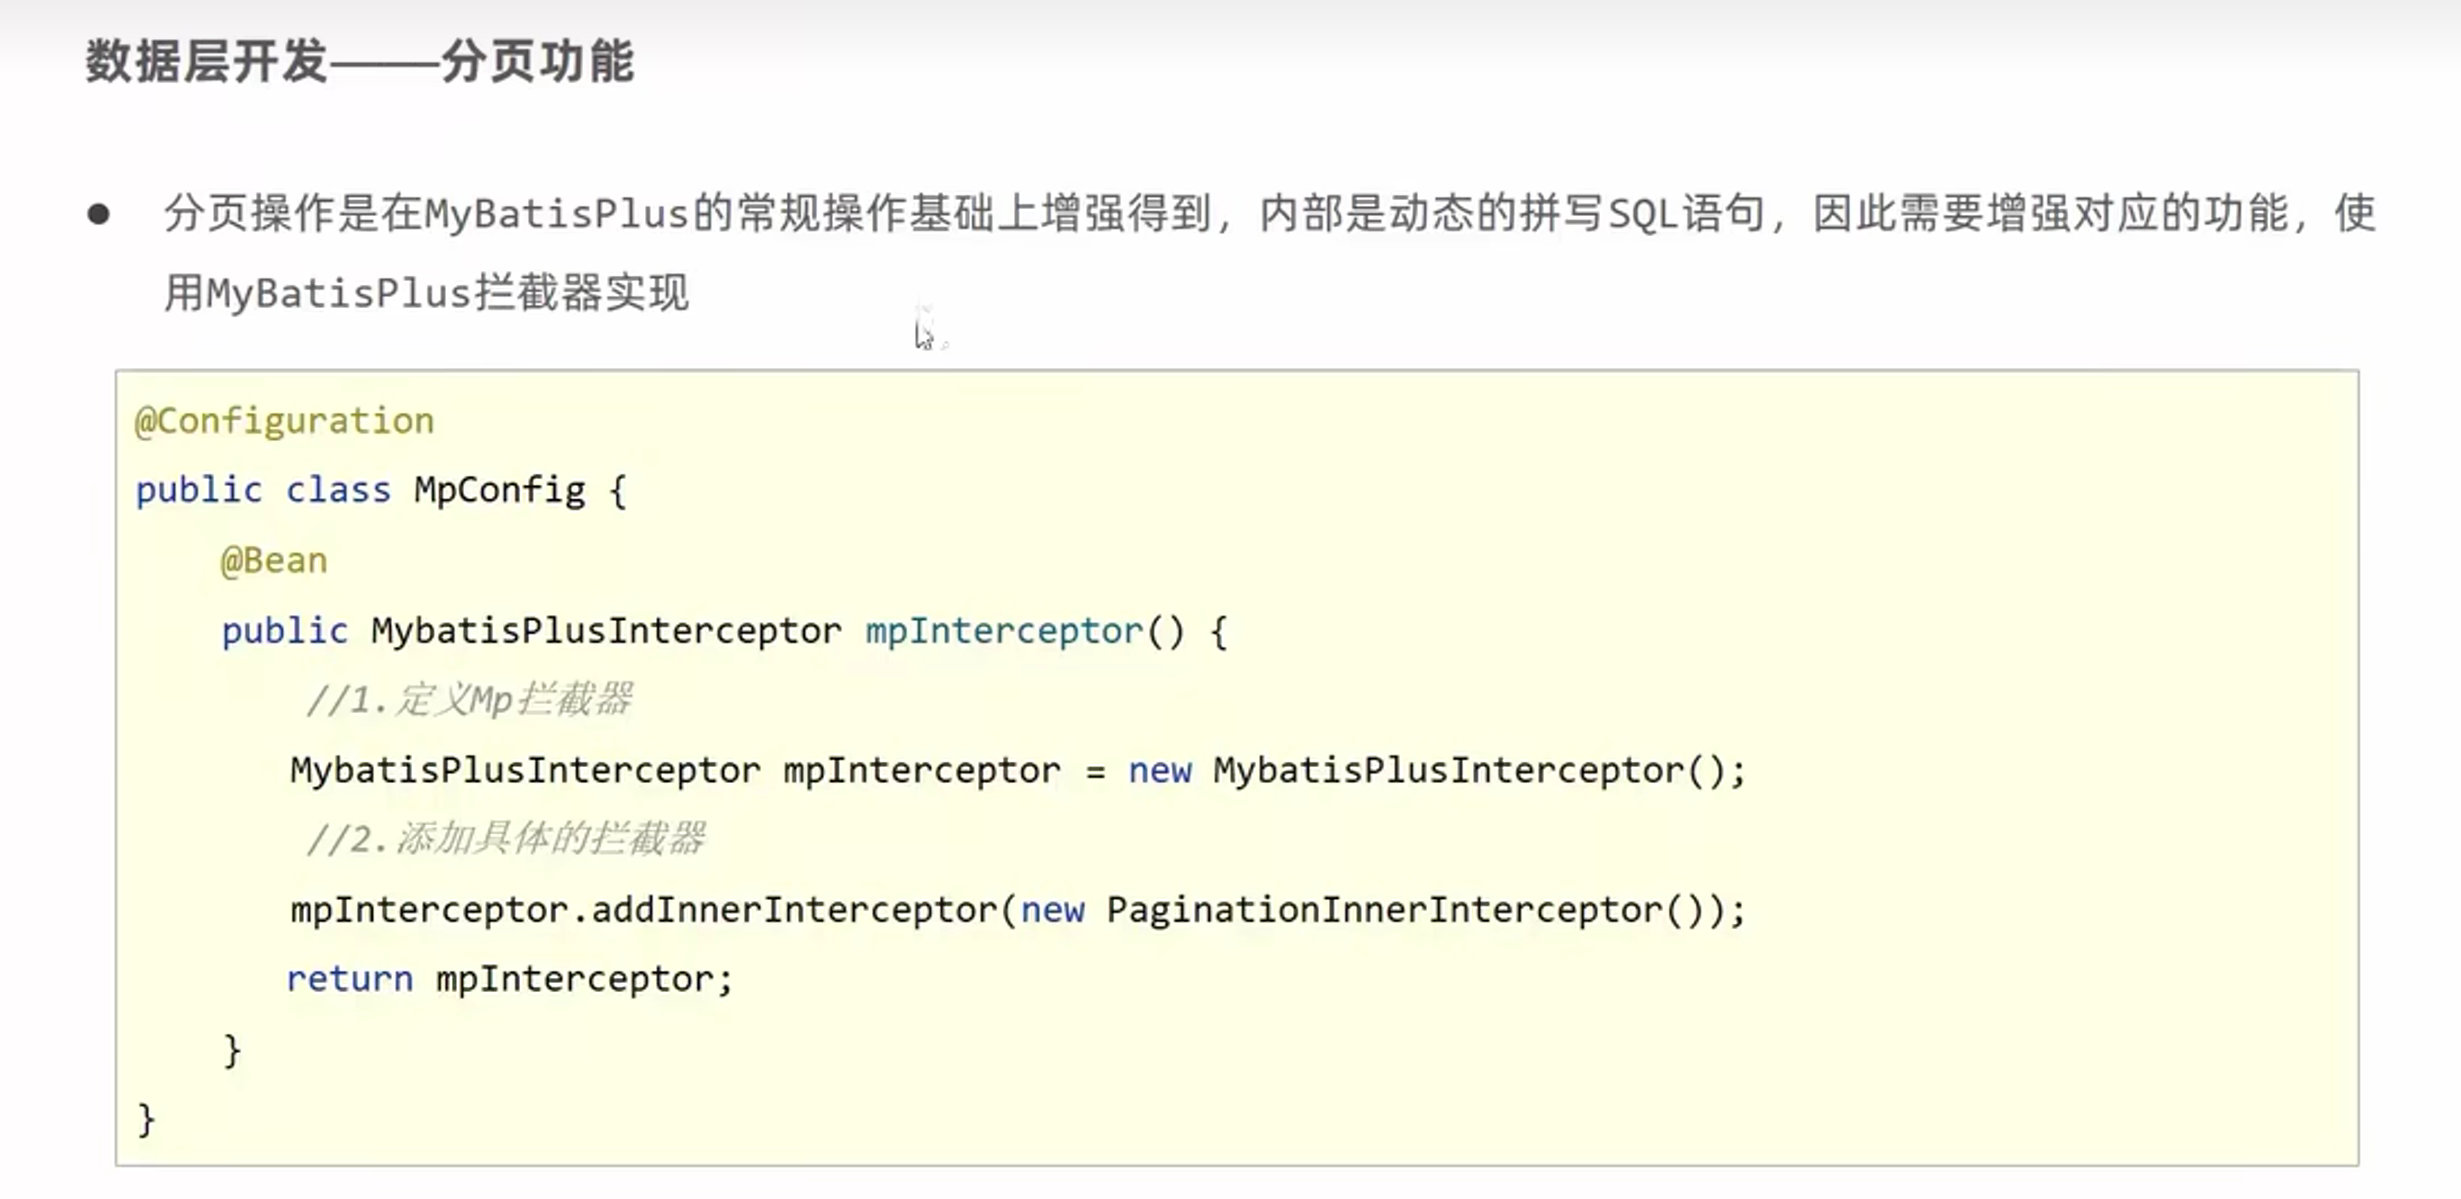 数据层开发——分页功能
● 分页操作是在MyBatisPlus的常规操作基础上增强得到，内部是动态的拼写SQL语句，因此需要增强对应的功能，使
用MyBatisPlus拦截器实现
@Configuration
public class MpConfig {
@Bean
public MybatisPlusInterceptor mpInterceptor() {
//1.定义Mp拦截器
MybatisPlusInterceptor mpInterceptor = new MybatisPlusInterceptor();
//2.添加具体的拦截器
mpInterceptor.addInnerInterceptor(new PaginationInnerInterceptor());
return mpInterceptor;
}
}